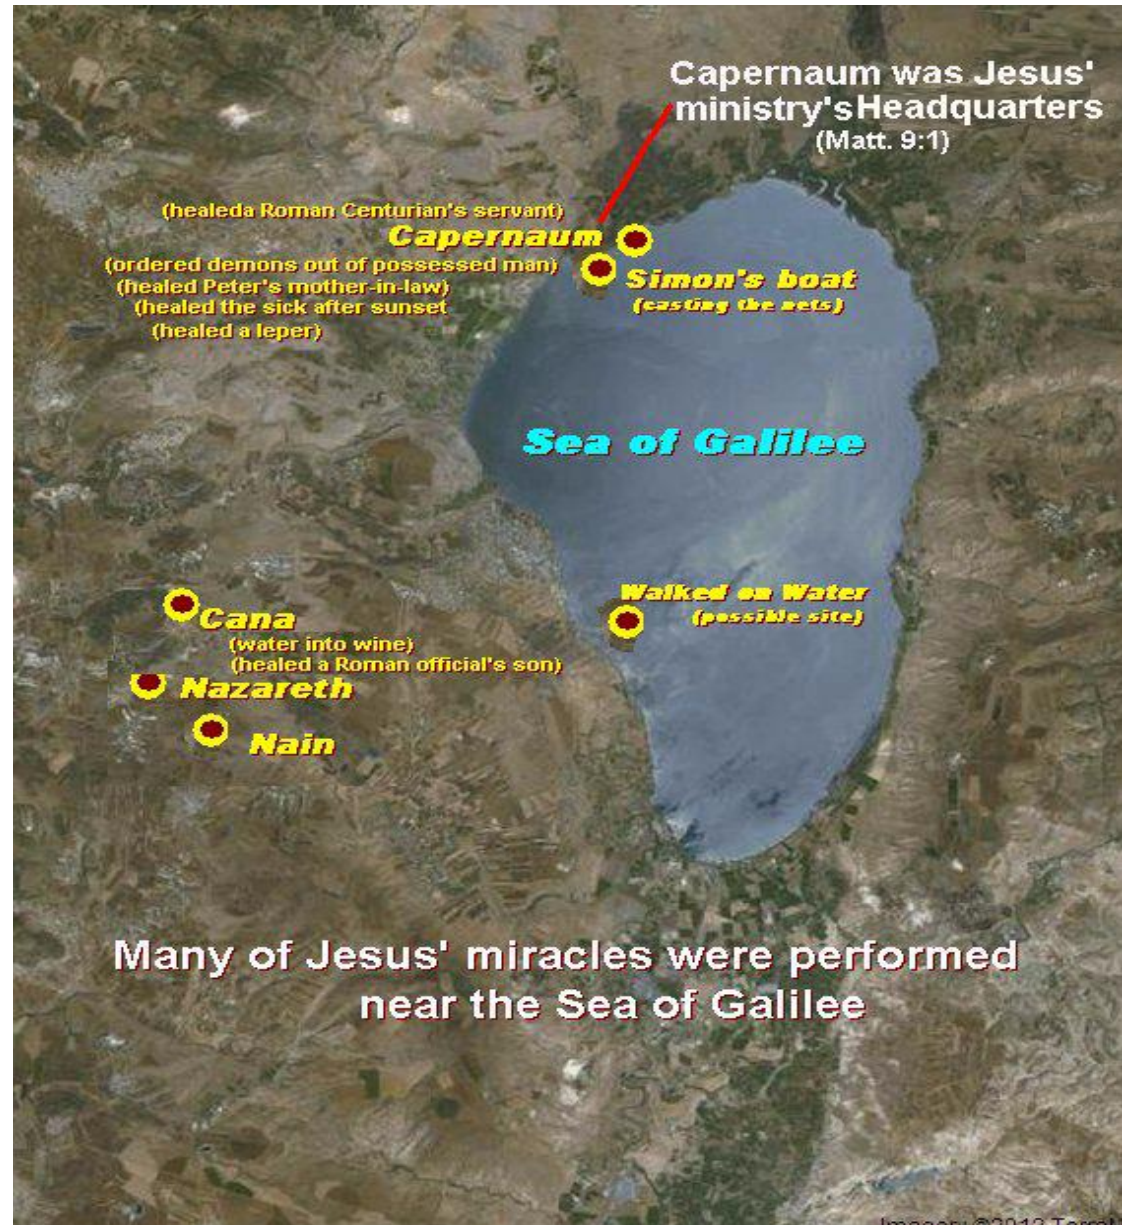 Capernaum was Jesus'
ministry'sHeadquarters
(Matt. 9:1)
(healeda Roman Centurian's servant)
Capernaum
(ordered demons out of possessed man)
(healed Peter's mother-in-law)
(healed the sick after sunset
(healed a leper)
Simon's boat
(casting the nets)
Sea of Galilee
Walked on Water
(possible site)
Cana
(water into wine)
(healed a Roman official's son)
Nazareth
Nain
Many of Jesus' miracles were performed
near the Sea of Galilee